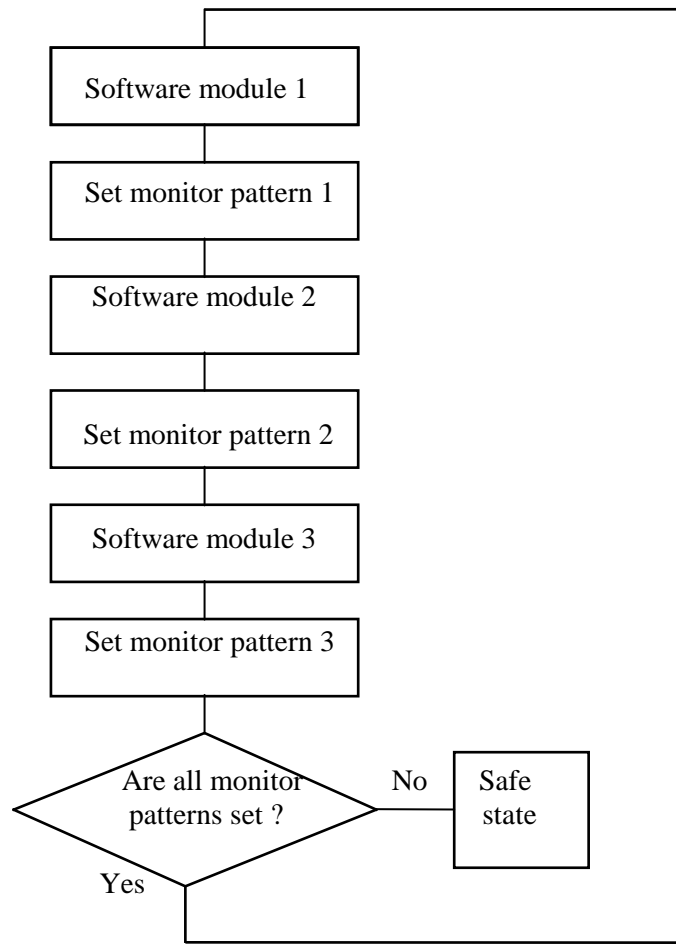 Software module 1
Set monitor pattern 1
Software module 2
Set monitor pattern 2
Software module 3
Set monitor pattern 3
Are all monitor
patterns set ?
No
Safe
state
Yes